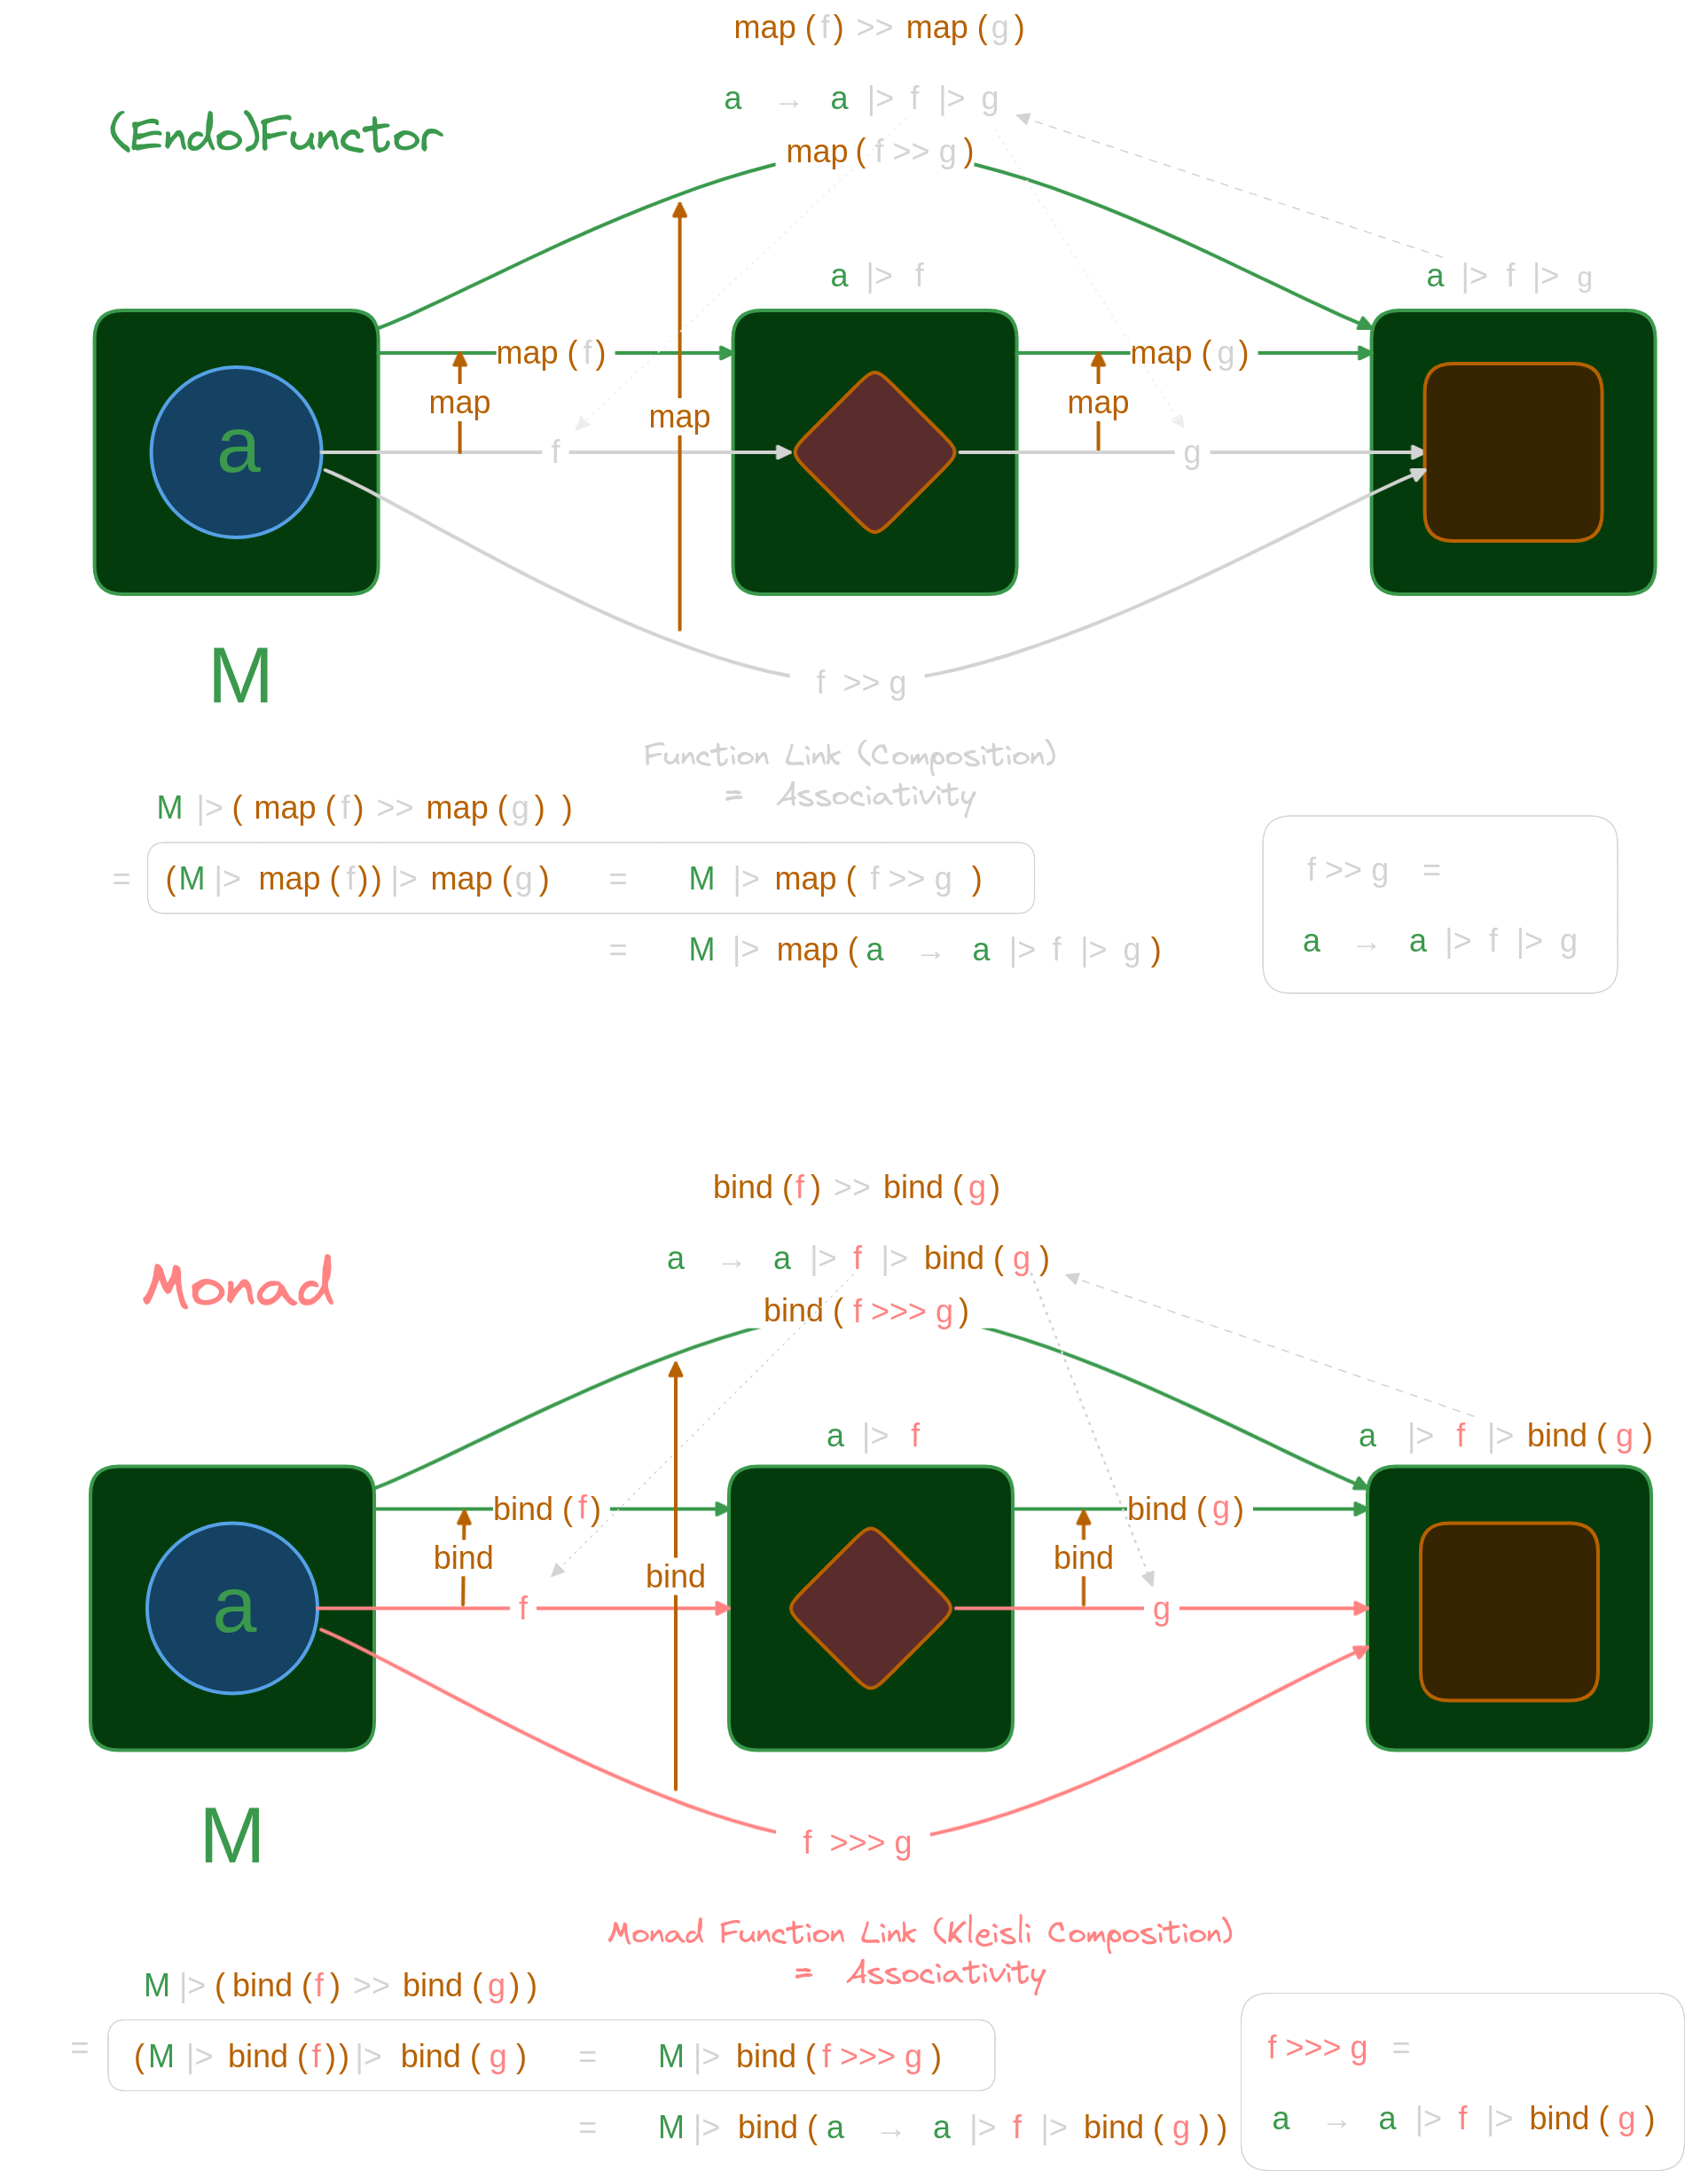 map ( f ) >> map ( g )
a → a |> f |> g
(Endo)Functor
map ( f >> g )
a |> f
a |> f |> g
map ( f )
map ( g )
map
map
map
a
f
g
M
f >> g
Function Link (Composition)
= Associativity
M |> ( map ( f ) >> map ( g ) )
= (M |> map ( f ) ) |> map ( g ) = M |> map ( f >> g )
= M |> map ( a → a |> f |> g )
f >> g =
a → a |> f |> g
bind ( f ) >> bind ( g )
a → a |> f |> bind ( g )
Monad
bind ( f >>> g )
a |> f
a |> f |> bind ( g )
bind ( f )
bind ( g )
bind
bind
bind
a
f
g
M
f >>> g
Monad Function Link (Kleisli Composition)
= Associativity
M |> ( bind ( f ) >> bind ( g ) )
= ( M |> bind ( f ) ) |> bind ( g ) = M |> bind ( f >>> g )
= M |> bind ( a → a |> f |> bind ( g ) )
f >>> g =
a → a |> f |> bind ( g )